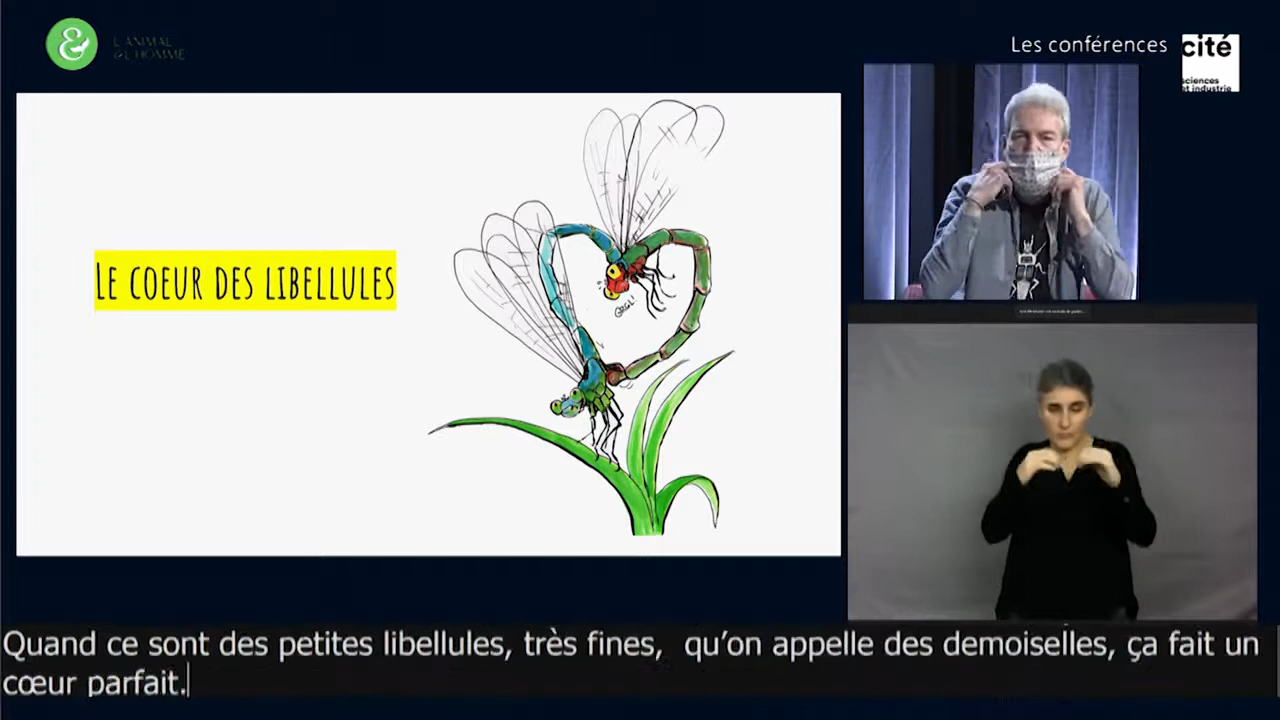 &
L'ANIMAL
& L'HOMME
Les conférences
cité
sciences
et industrie
LE COEUR DES LIBELLULES
Quand ce sont des petites libellules, très fines, qu'on appelle des demoiselles, ça fait un
cœur parfait.